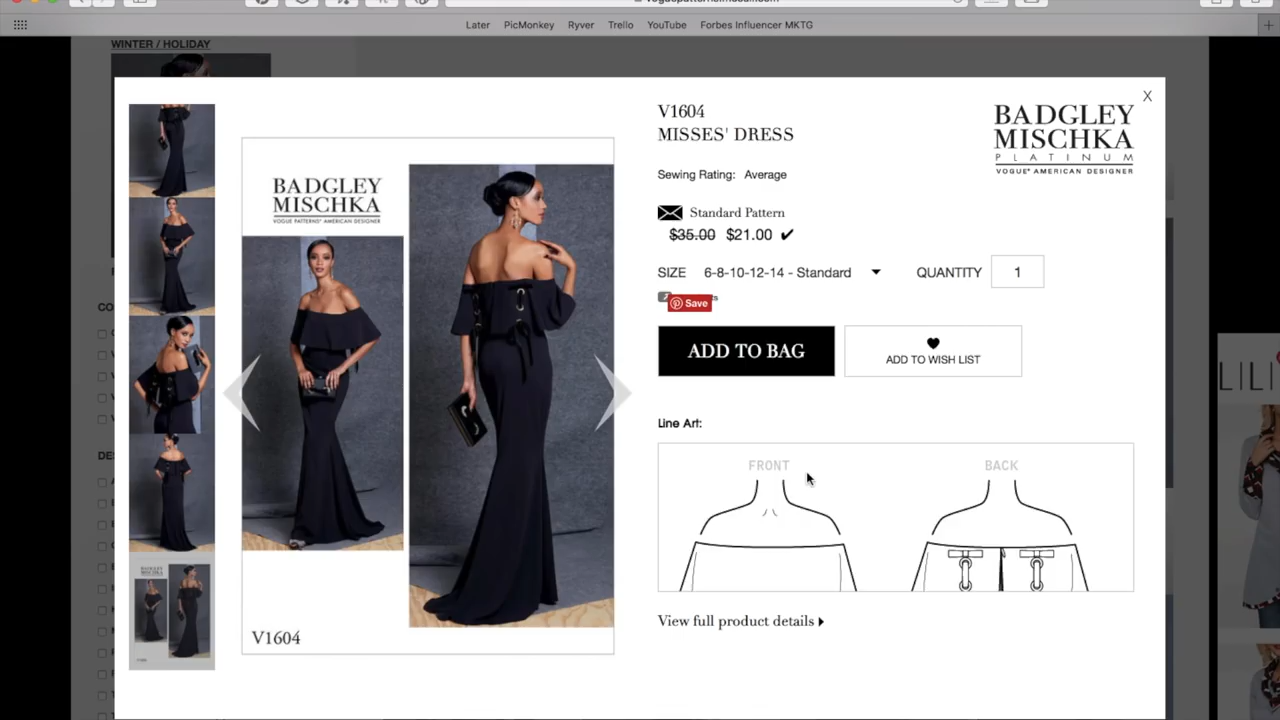 Later PicMonkey Ryver Trello YouTube Forbes Influencer MKTG
WINTER / HOLIDAY
X
V1604
MISSES' DRESS
BADGLEY
MISCHKA
PLATINUM
VOGUE® AMERICAN DESIGNER
Sewing Rating: Average
Standard Pattern
$35.00 $21.00
SIZE 6-8-10-12-14 - Standard QUANTITY 1
Save
ADD TO BAG
ADD TO WISH LIST
Line Art:
FRONT BACK
View full product details
BADGLEY
MISCHKA
VOGUE PATTERNS® AMERICAN DESIGNER
V1604